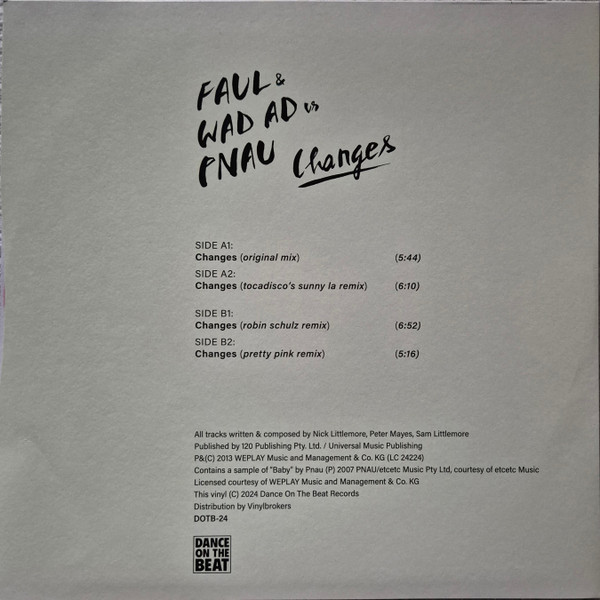 FAUL &
WAD AD vs
PNAU Changes
SIDE A1:
Changes (original mix) (5:44)
SIDE A2:
Changes (tocadisco's sunny la remix) (6:10)
SIDE B1:
Changes (robin schulz remix) (6:52)
SIDE B2:
Changes (pretty pink remix) (5:16)
All tracks written & composed by Nick Littlemore, Peter Mayes, Sam Littlemore
Published by 120 Publishing Pty. Ltd. / Universal Music Publishing
P&(C) 2013 WEPLAY Music and Management & Co. KG (LC 24224)
Contains a sample of "Baby" by Pnau (P) 2007 PNAU/etcetc Music Pty Ltd, courtesy of etcetc Music
Licensed courtesy of WEPLAY Music and Management & Co. KG
This vinyl (C) 2024 Dance On The Beat Records
Distribution by Vinylbrokers
DOTB-24
DANCE
ON THE
BEAT